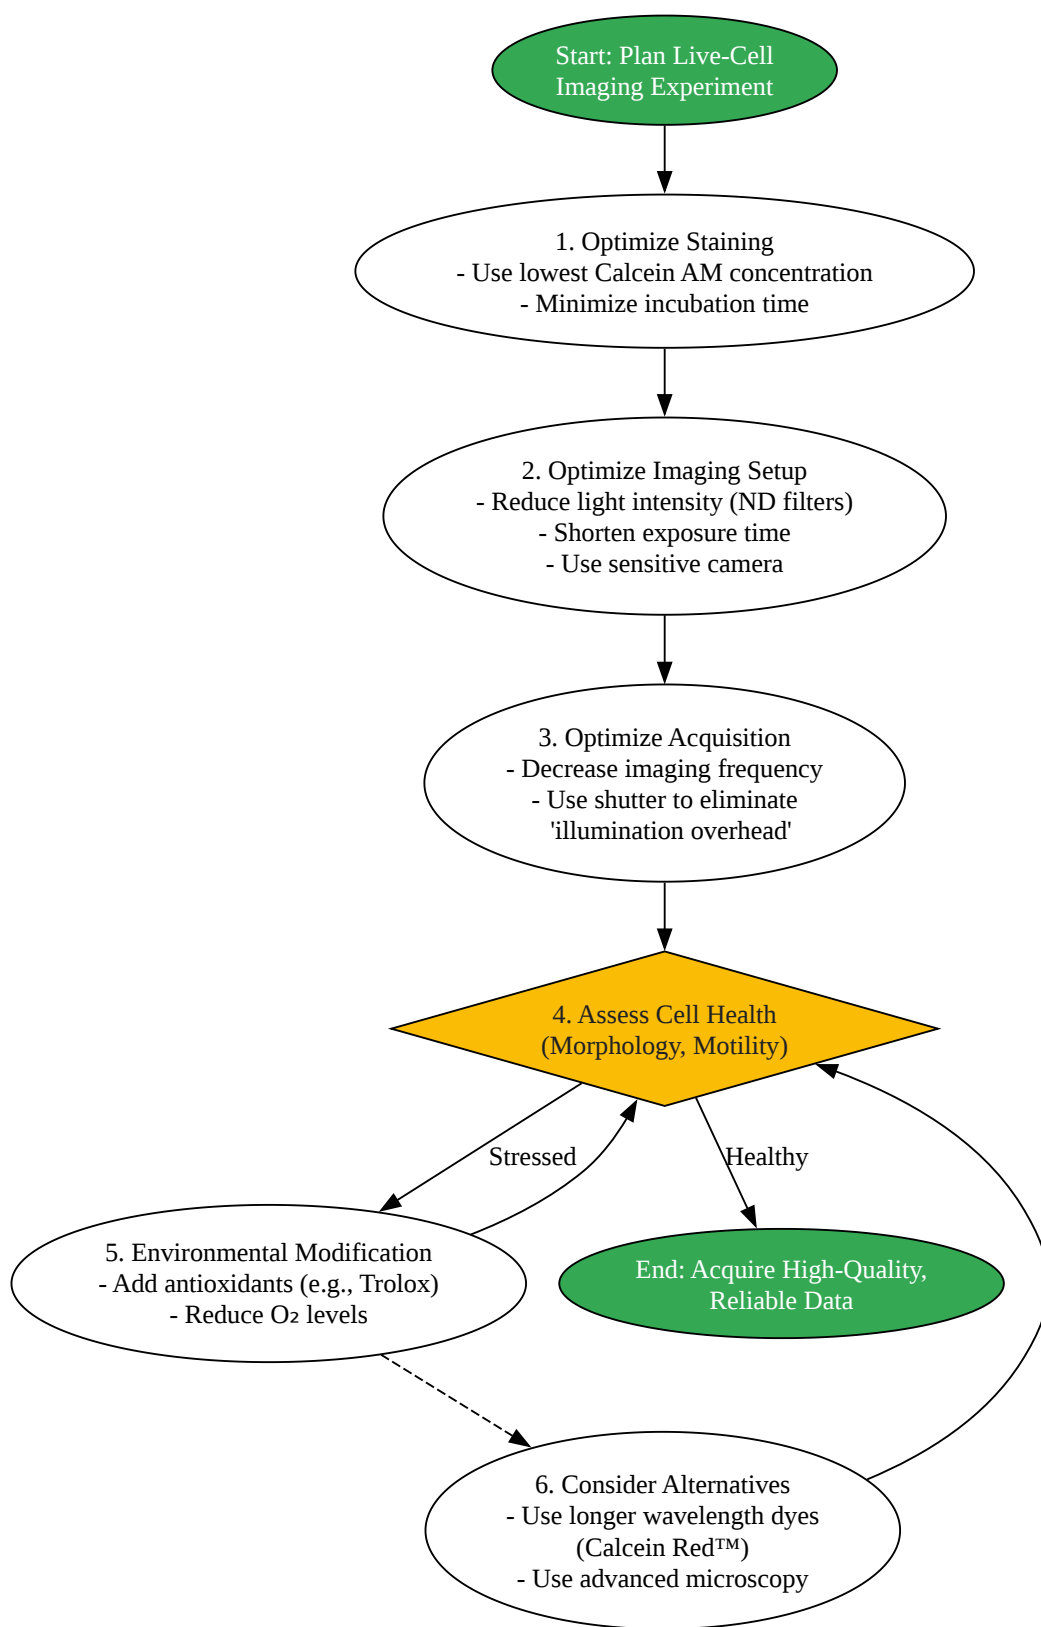 Start: Plan Live-Cell
Imaging Experiment
1. Optimize Staining
- Use lowest Calcein AM concentration
- Minimize incubation time
2. Optimize Imaging Setup
- Reduce light intensity (ND filters)
- Shorten exposure time
- Use sensitive camera
3. Optimize Acquisition
- Decrease imaging frequency
- Use shutter to eliminate
'illumination overhead'
4. Assess Cell Health
(Morphology, Motility)
Stressed
Healthy
5. Environmental Modification
- Add antioxidants (e.g., Trolox)
- Reduce O₂ levels
End: Acquire High-Quality,
Reliable Data
6. Consider Alternatives
- Use longer wavelength dyes
(Calcein Red™)
- Use advanced microscopy